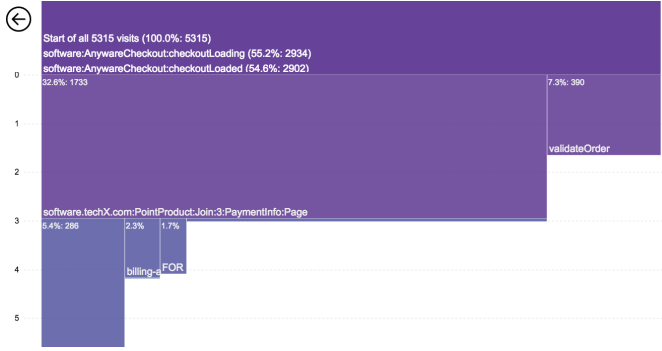 Start of all 5315 visits (100.0%: 5315)
software:AnywareCheckout:checkoutLoading (55.2%: 2934)
software:AnywareCheckout:checkoutLoaded (54.6%: 2902)
0
32.6%: 1733
7.3%: 390
1
validateOrder
2
software.techX.com:PointProduct:Join:3:PaymentInfo:Page
3
5.4%: 286
2.3%
1.7%
4
billing-a
FOR
5